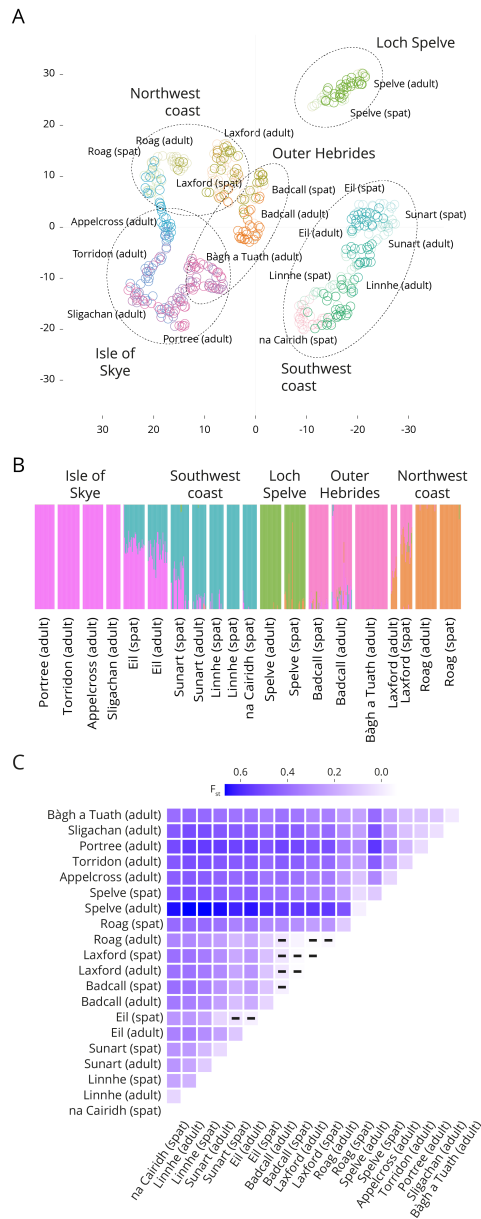 A
Loch Spelve
30
Spelve (adult)
Northwest
coast
Spelve (spat)
20
Roag (adult)
Laxford (adult)
Roag (spat)
Outer Hebrides
10
Laxford (spat)
Badcall (spat)
Eil (spat)
Badcall (adult)
Sunart (spat)
Appelcross (adult)
0
Eil (adult)
Sunart (adult)
Torridon (adult)
Bàgh a Tuath (adult)
-10
Linnhe (spat)
Linnhe (adult)
Sligachan (adult)
-20
Portree (adult)
na Cairidh (spat)
Isle of
Skye
Southwest
coast
-30
30 20 10 0 -10 -20 -30
B
Isle of
Skye
Southwest
coast
Loch
Spelve
Outer
Hebrides
Northwest
coast
Portree (adult)
Torridon (adult)
Appelcross (adult)
Sligachan (adult)
Eil (spat)
Eil (adult)
Sunart (spat)
Sunart (adult)
Linnhe (spat)
Linnhe (spat)
na Cairidh (spat)
Spelve (adult)
Spelve (spat)
Badcall (spat)
Badcall (adult)
Bàgh a Tuath (adult)
Laxford (adult)
Laxford (spat)
Roag (adult)
Roag (spat)
C
0.6 0.4 0.2 0.0
Fst
Bàgh a Tuath (adult)
Sligachan (adult)
Portree (adult)
Torridon (adult)
Appelcross (adult)
Spelve (spat)
Spelve (adult)
Roag (spat)
Roag (adult)
Laxford (spat)
Laxford (adult)
Badcall (spat)
Badcall (adult)
Eil (spat)
Eil (adult)
Sunart (spat)
Sunart (adult)
Linnhe (spat)
Linnhe (adult)
na Cairidh (spat)
na Cairidh (spat)
Linnhe (adult)
Linnhe (spat)
Sunart (adult)
Sunart (spat)
Eil (adult)
Eil (spat)
Badcall (adult)
Badcall (spat)
Laxford (adult)
Laxford (spat)
Roag (adult)
Roag (spat)
Spelve (adult)
Spelve (spat)
Appelcross (adult)
Torridon (adult)
Portree (adult)
Sligachan (adult)
Bàgh a Tuath (adult)